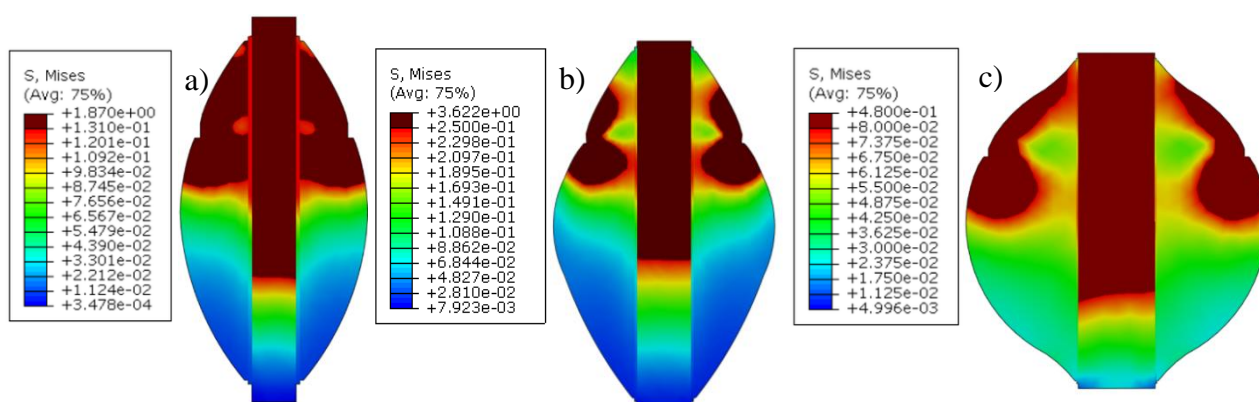 S, Mises
(Avg: 75%)
+1.870e+00
+1.310e-01
+1.201e-01
+1.092e-01
+9.834e-02
+8.745e-02
+7.656e-02
+6.567e-02
+5.479e-02
+4.390e-02
+3.301e-02
+2.212e-02
+1.124e-02
+3.478e-04
a)
S, Mises
(Avg: 75%)
+3.622e+00
+2.500e-01
+2.298e-01
+2.097e-01
+1.895e-01
+1.693e-01
+1.491e-01
+1.290e-01
+1.088e-01
+8.862e-02
+6.844e-02
+4.827e-02
+2.810e-02
+7.923e-03
b)
S, Mises
(Avg: 75%)
+4.800e-01
+8.000e-02
+7.375e-02
+6.750e-02
+6.125e-02
+5.500e-02
+4.875e-02
+4.250e-02
+3.625e-02
+3.000e-02
+2.375e-02
+1.750e-02
+1.125e-02
+4.996e-03
c)